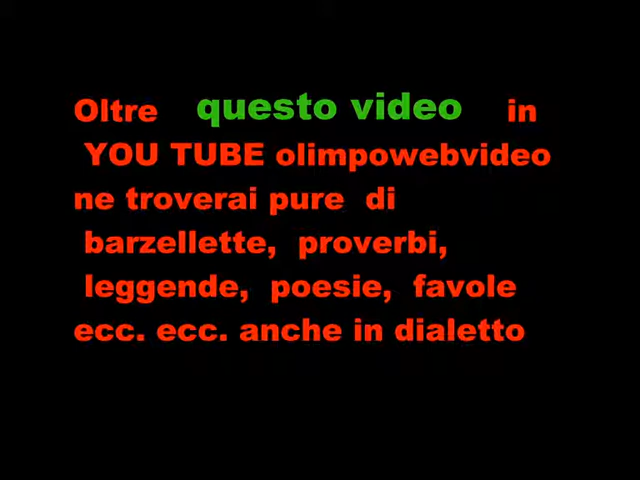 Oltre questo video in
YOU TUBE olimpowebvideo
ne troverai pure di
barzellette, proverbi,
leggende, poesie, favole
ecc. ecc. anche in dialetto